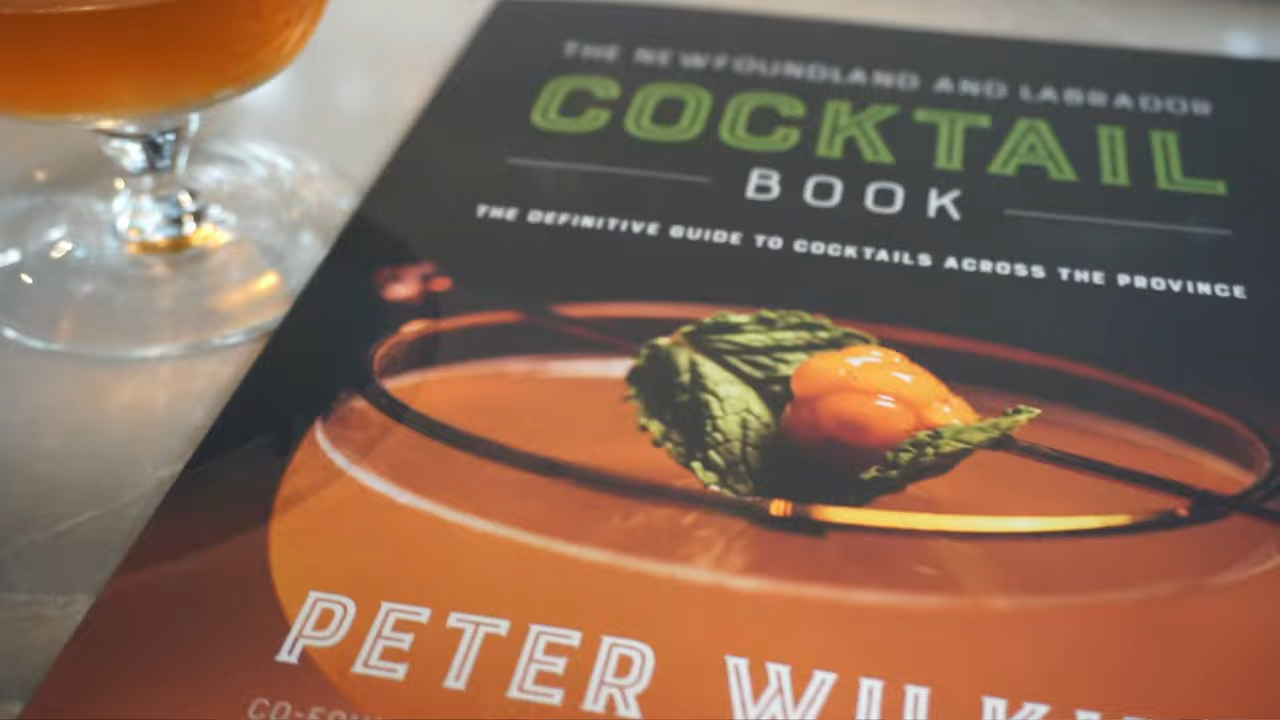 THE NEWFOUNDLAND AND LABRADOR
COCKTAIL
BOOK
THE DEFINITIVE GUIDE TO COCKTAILS ACROSS THE PROVINCE
PETER